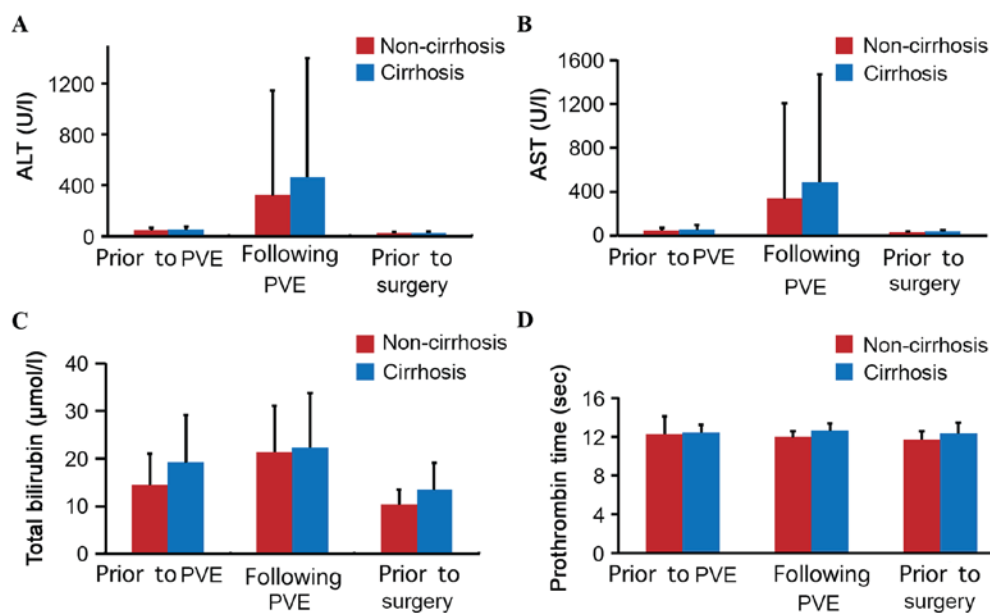 A
Non-cirrhosis
Cirrhosis
ALT (U/l)
1200
800
400
0
Prior to PVE
Following
PVE
Prior to
surgery
B
Non-cirrhosis
Cirrhosis
AST (U/l)
1600
1200
800
400
0
Prior to PVE
Following
PVE
Prior to
surgery
C
Non-cirrhosis
Cirrhosis
Total bilirubin (µmol/l)
40
30
20
10
0
Prior to PVE
Following
PVE
Prior to
surgery
D
Non-cirrhosis
Cirrhosis
Prothrombin time (sec)
16
12
8
4
0
Prior to PVE
Following
PVE
Prior to
surgery